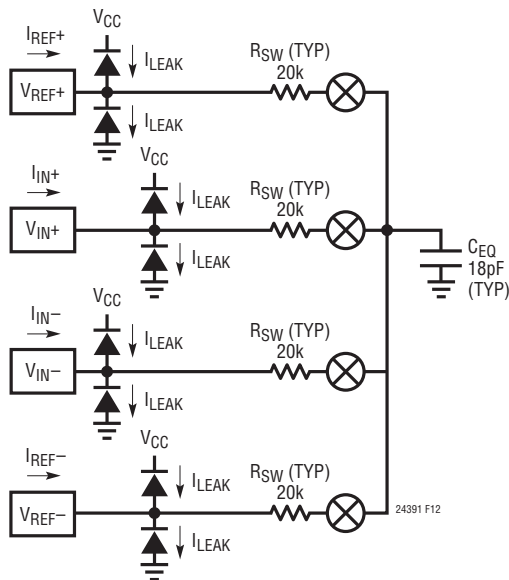 VCC
IREF+
ILEAK
RSW (TYP)
20k
VREF+
ILEAK
VCC
IIN+
ILEAK
RSW (TYP)
20k
VIN+
ILEAK
CEQ
18pF
(TYP)
VCC
IIN−
ILEAK
RSW (TYP)
20k
VIN−
ILEAK
VCC
IREF−
ILEAK
RSW (TYP)
20k
VREF−
24391 F12
ILEAK